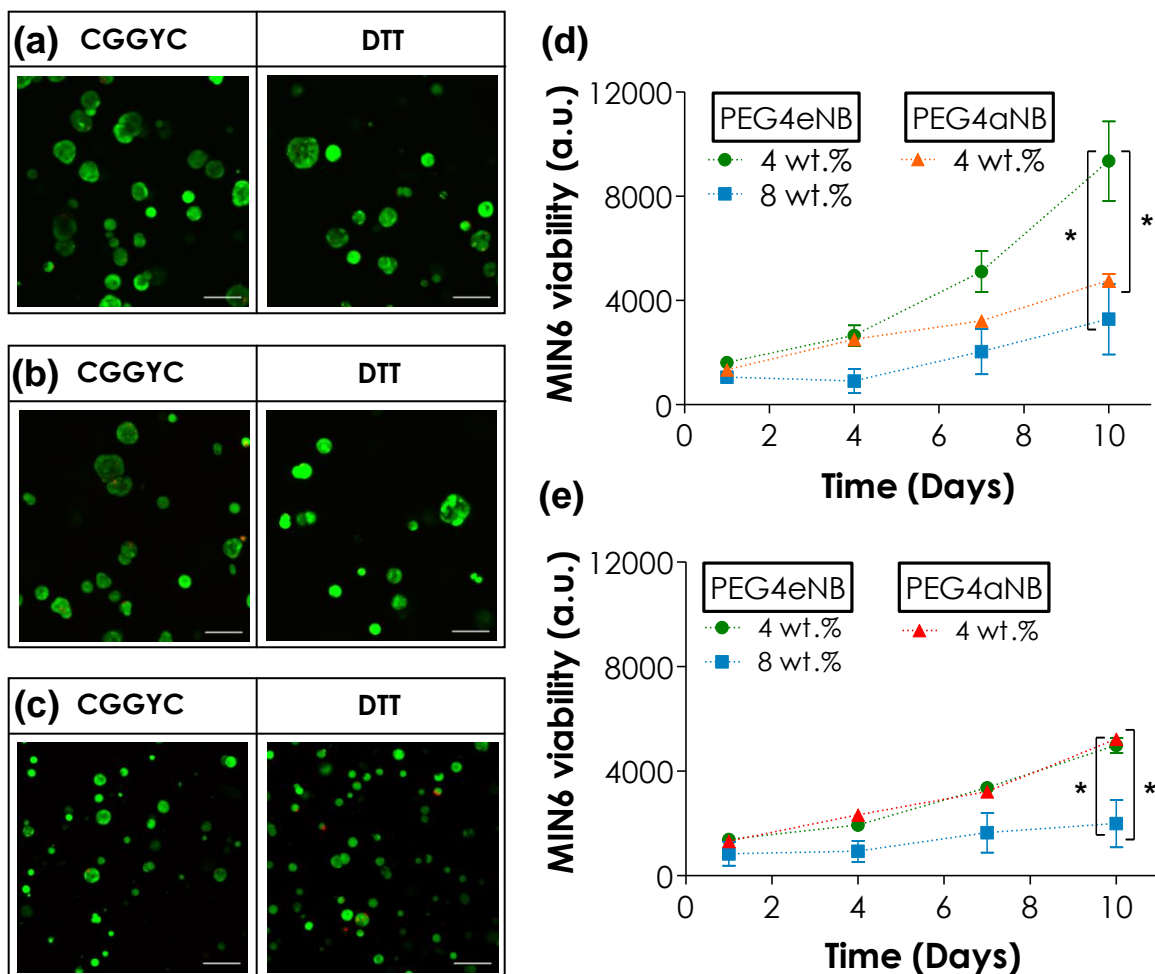 (a) CGGYC DTT
(b) CGGYC DTT
(c) CGGYC DTT
(d)
MIN6 viability (a.u.)
12000
8000
4000
0
PEG4eNB PEG4aNB
4 wt.% 4 wt.%
8 wt.%
* *
0 2 4 6 8 10
Time (Days)
(e)
MIN6 viability (a.u.)
12000
8000
4000
0
PEG4eNB PEG4aNB
4 wt.% 4 wt.%
8 wt.%
* *
0 2 4 6 8 10
Time (Days)